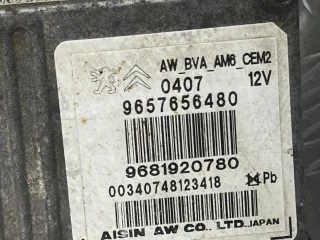 AW_BVA_AM6_CEM2
0407 12V
9657656480
9681920780
00340748123418 Pb
AISIN AW CO., LTD. JAPAN